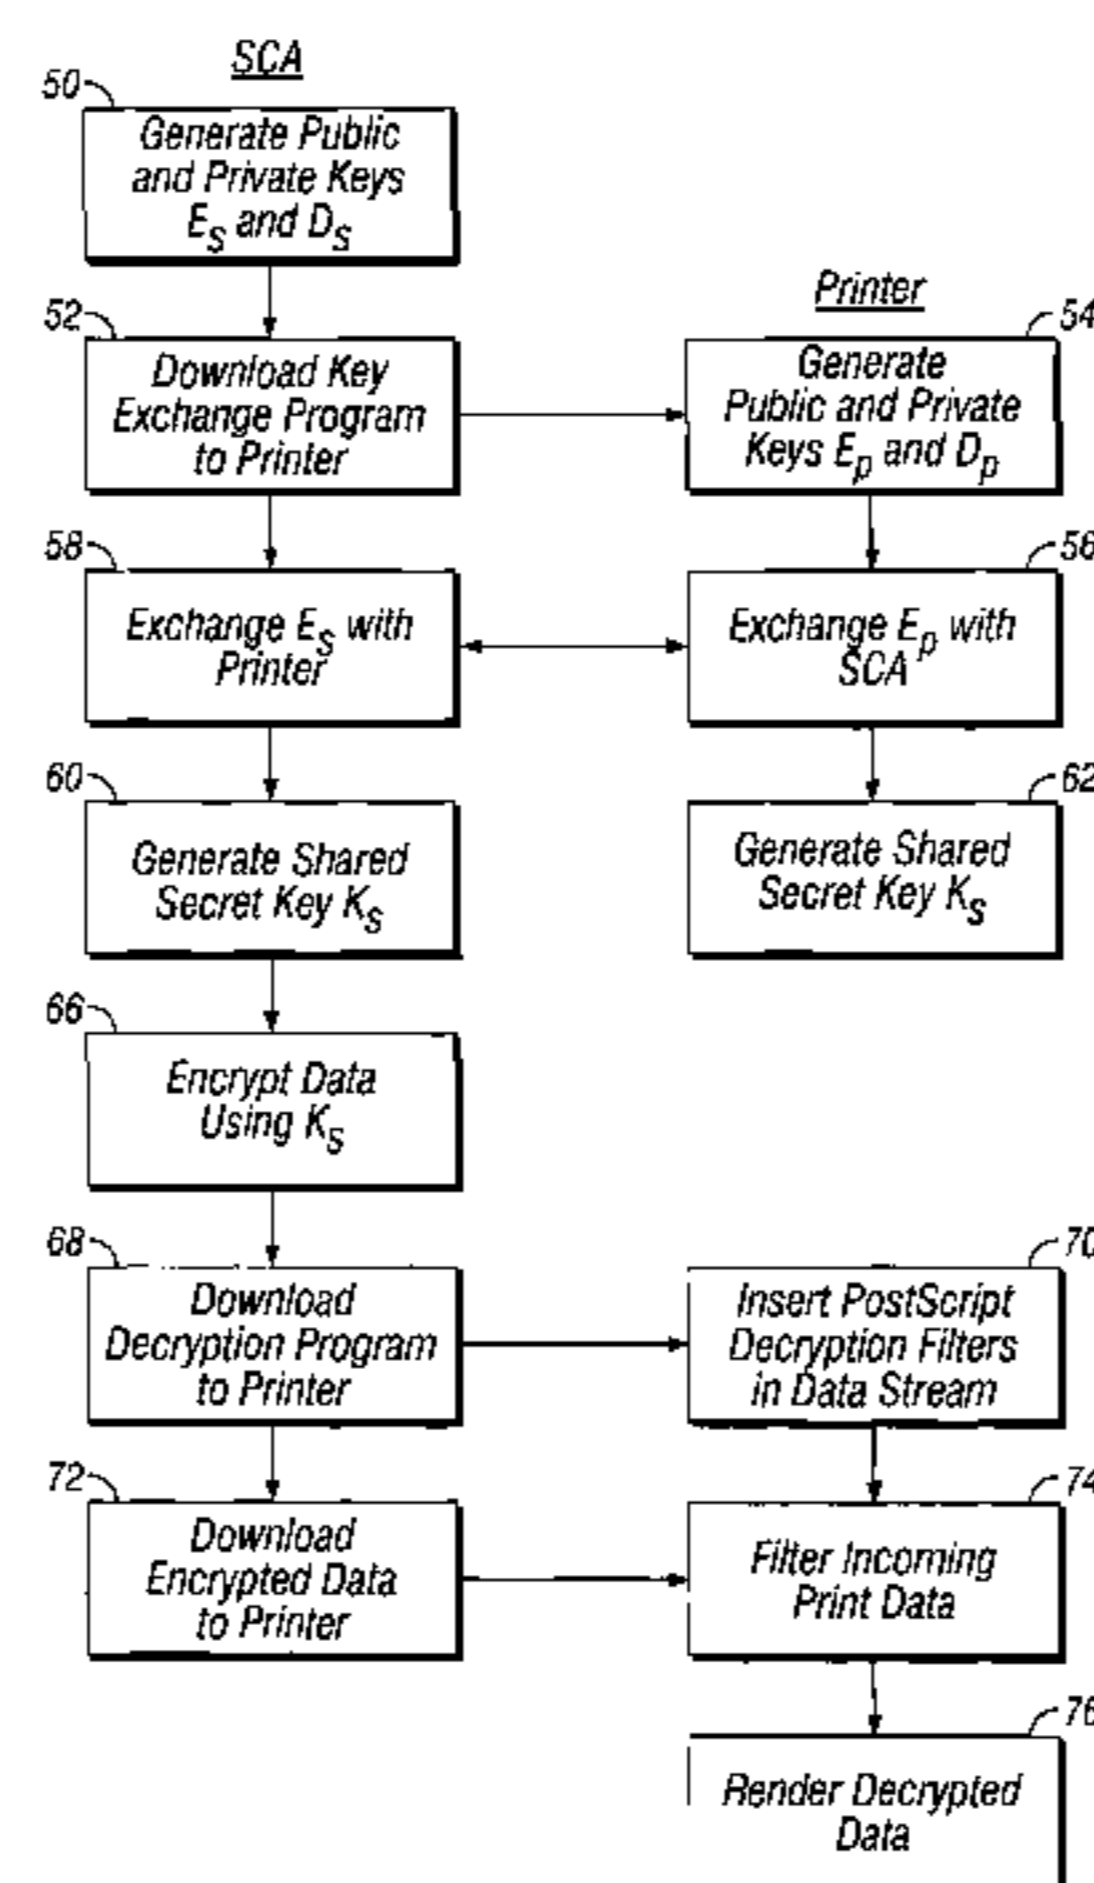 SCA
50
Generate Public
and Private Keys
ES and DS
Printer
52
Download Key
Exchange Program
to Printer
54
Generate
Public and Private
Keys Ep and Dp
58
Exchange ES with
Printer
56
Exchange Ep with
SCA
60
Generate Shared
Secret Key KS
62
Generate Shared
Secret Key KS
66
Encrypt Data
Using KS
68
Download
Decryption Program
to Printer
70
Insert PostScript
Decryption Filters
in Data Stream
72
Download
Encrypted Data
to Printer
74
Filter Incoming
Print Data
76
Render Decrypted
Data